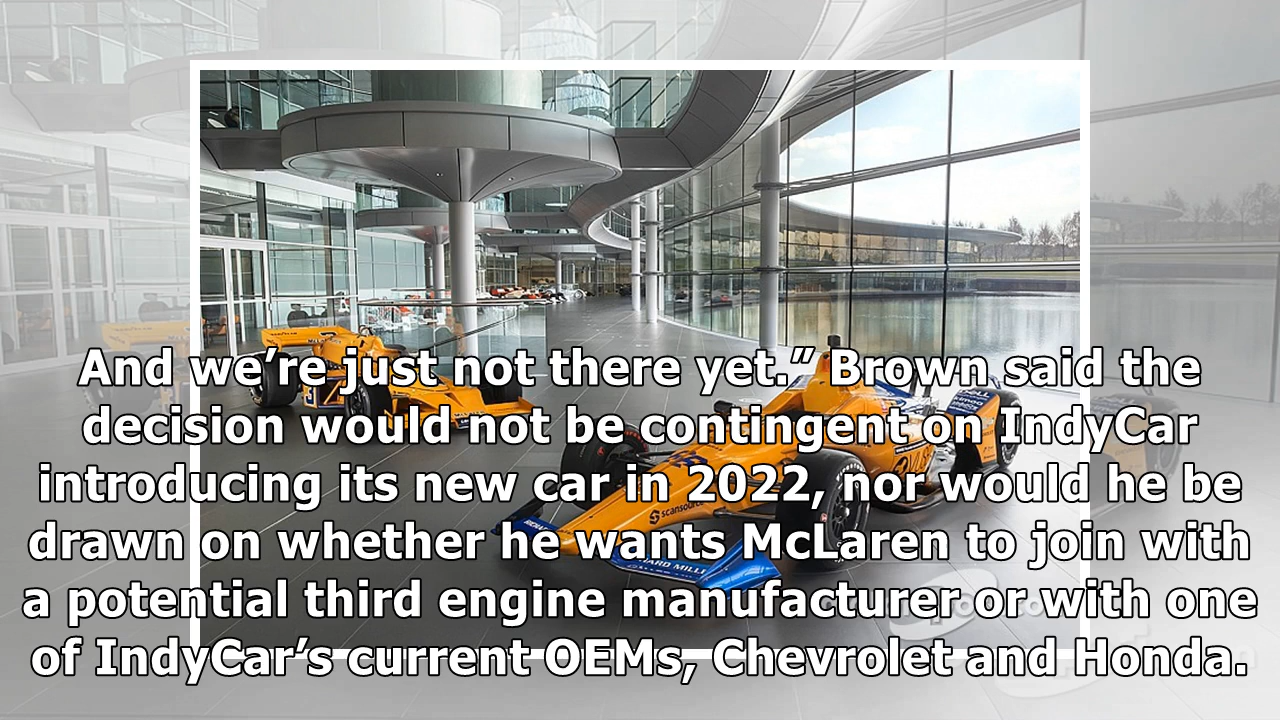 And we’re just not there yet.” Brown said the
decision would not be contingent on IndyCar
introducing its new car in 2022, nor would he be
drawn on whether he wants McLaren to join with
a potential third engine manufacturer or with one
of IndyCar’s current OEMs, Chevrolet and Honda.
scansource